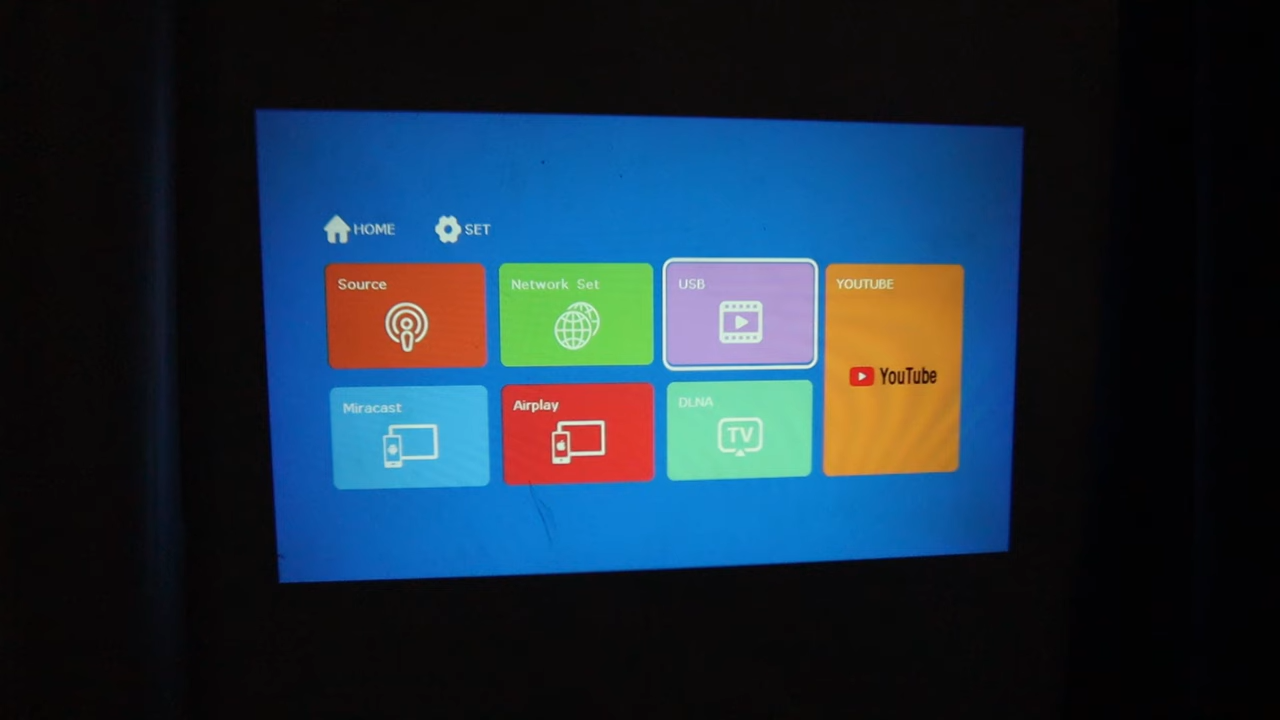 HOME
SET
Source
Network Set
USB
YOUTUBE
YouTube
Miracast
Airplay
DLNA
TV